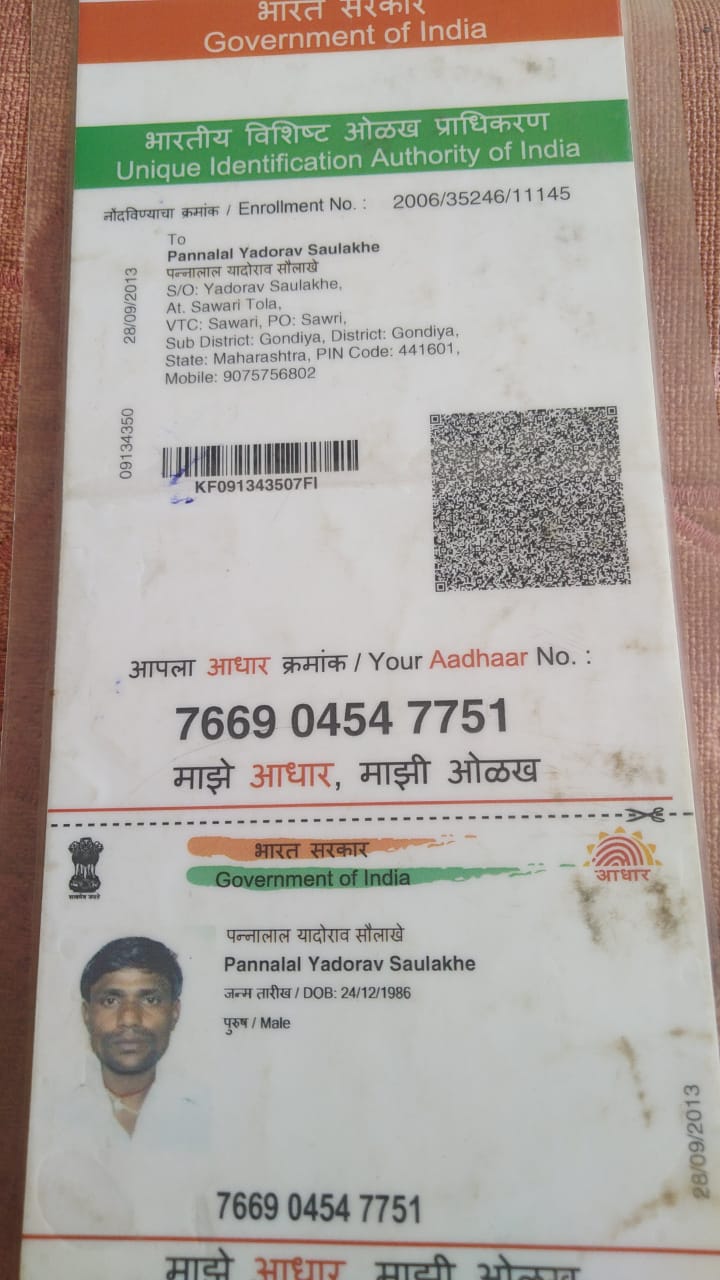 भारत सरकार
Government of India
भारतीय विशिष्ट ओळख प्राधिकरण
Unique Identification Authority of India
नोंदविण्याचा क्रमांक / Enrollment No. : 2006/35246/11145
To
Pannalal Yadorav Saulakhe
पन्नालाल यादोराव सौलाखे
S/O: Yadorav Saulakhe,
At. Sawari Tola,
VTC: Sawari, PO: Sawri,
Sub District: Gondiya, District: Gondiya,
State: Maharashtra, PIN Code: 441601,
Mobile: 9075756802
28/09/2013
09134350
KF091343507FI
आपला आधार क्रमांक / Your Aadhaar No. :
7669 0454 7751
माझे आधार, माझी ओळख
भारत सरकार
Government of India
सत्यमेव जयते
आधार
पन्नालाल यादोराव सौलाखे
Pannalal Yadorav Saulakhe
जन्म तारीख / DOB: 24/12/1986
पुरुष / Male
28/09/2013
7669 0454 7751
माझे आधार, माझी ओळख